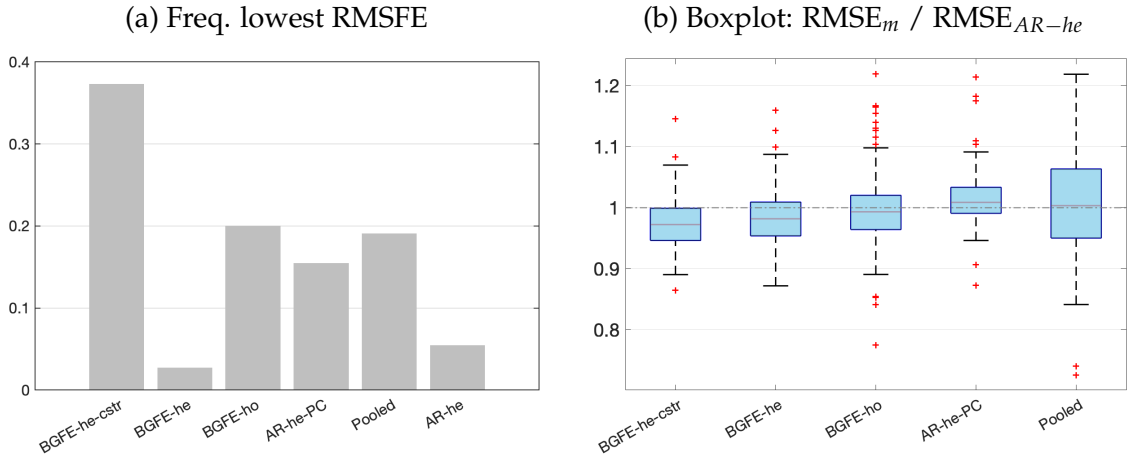 (a) Freq. lowest RMSFE
0.4
0.3
0.2
0.1
0
BGFE-he-cstr
BGFE-he
BGFE-ho
AR-he-PC
Pooled
AR-he
(b) Boxplot: RMSE_m / RMSE_{AR−he}
1.2
1.1
1
0.9
0.8
BGFE-he-cstr
BGFE-he
BGFE-ho
AR-he-PC
Pooled